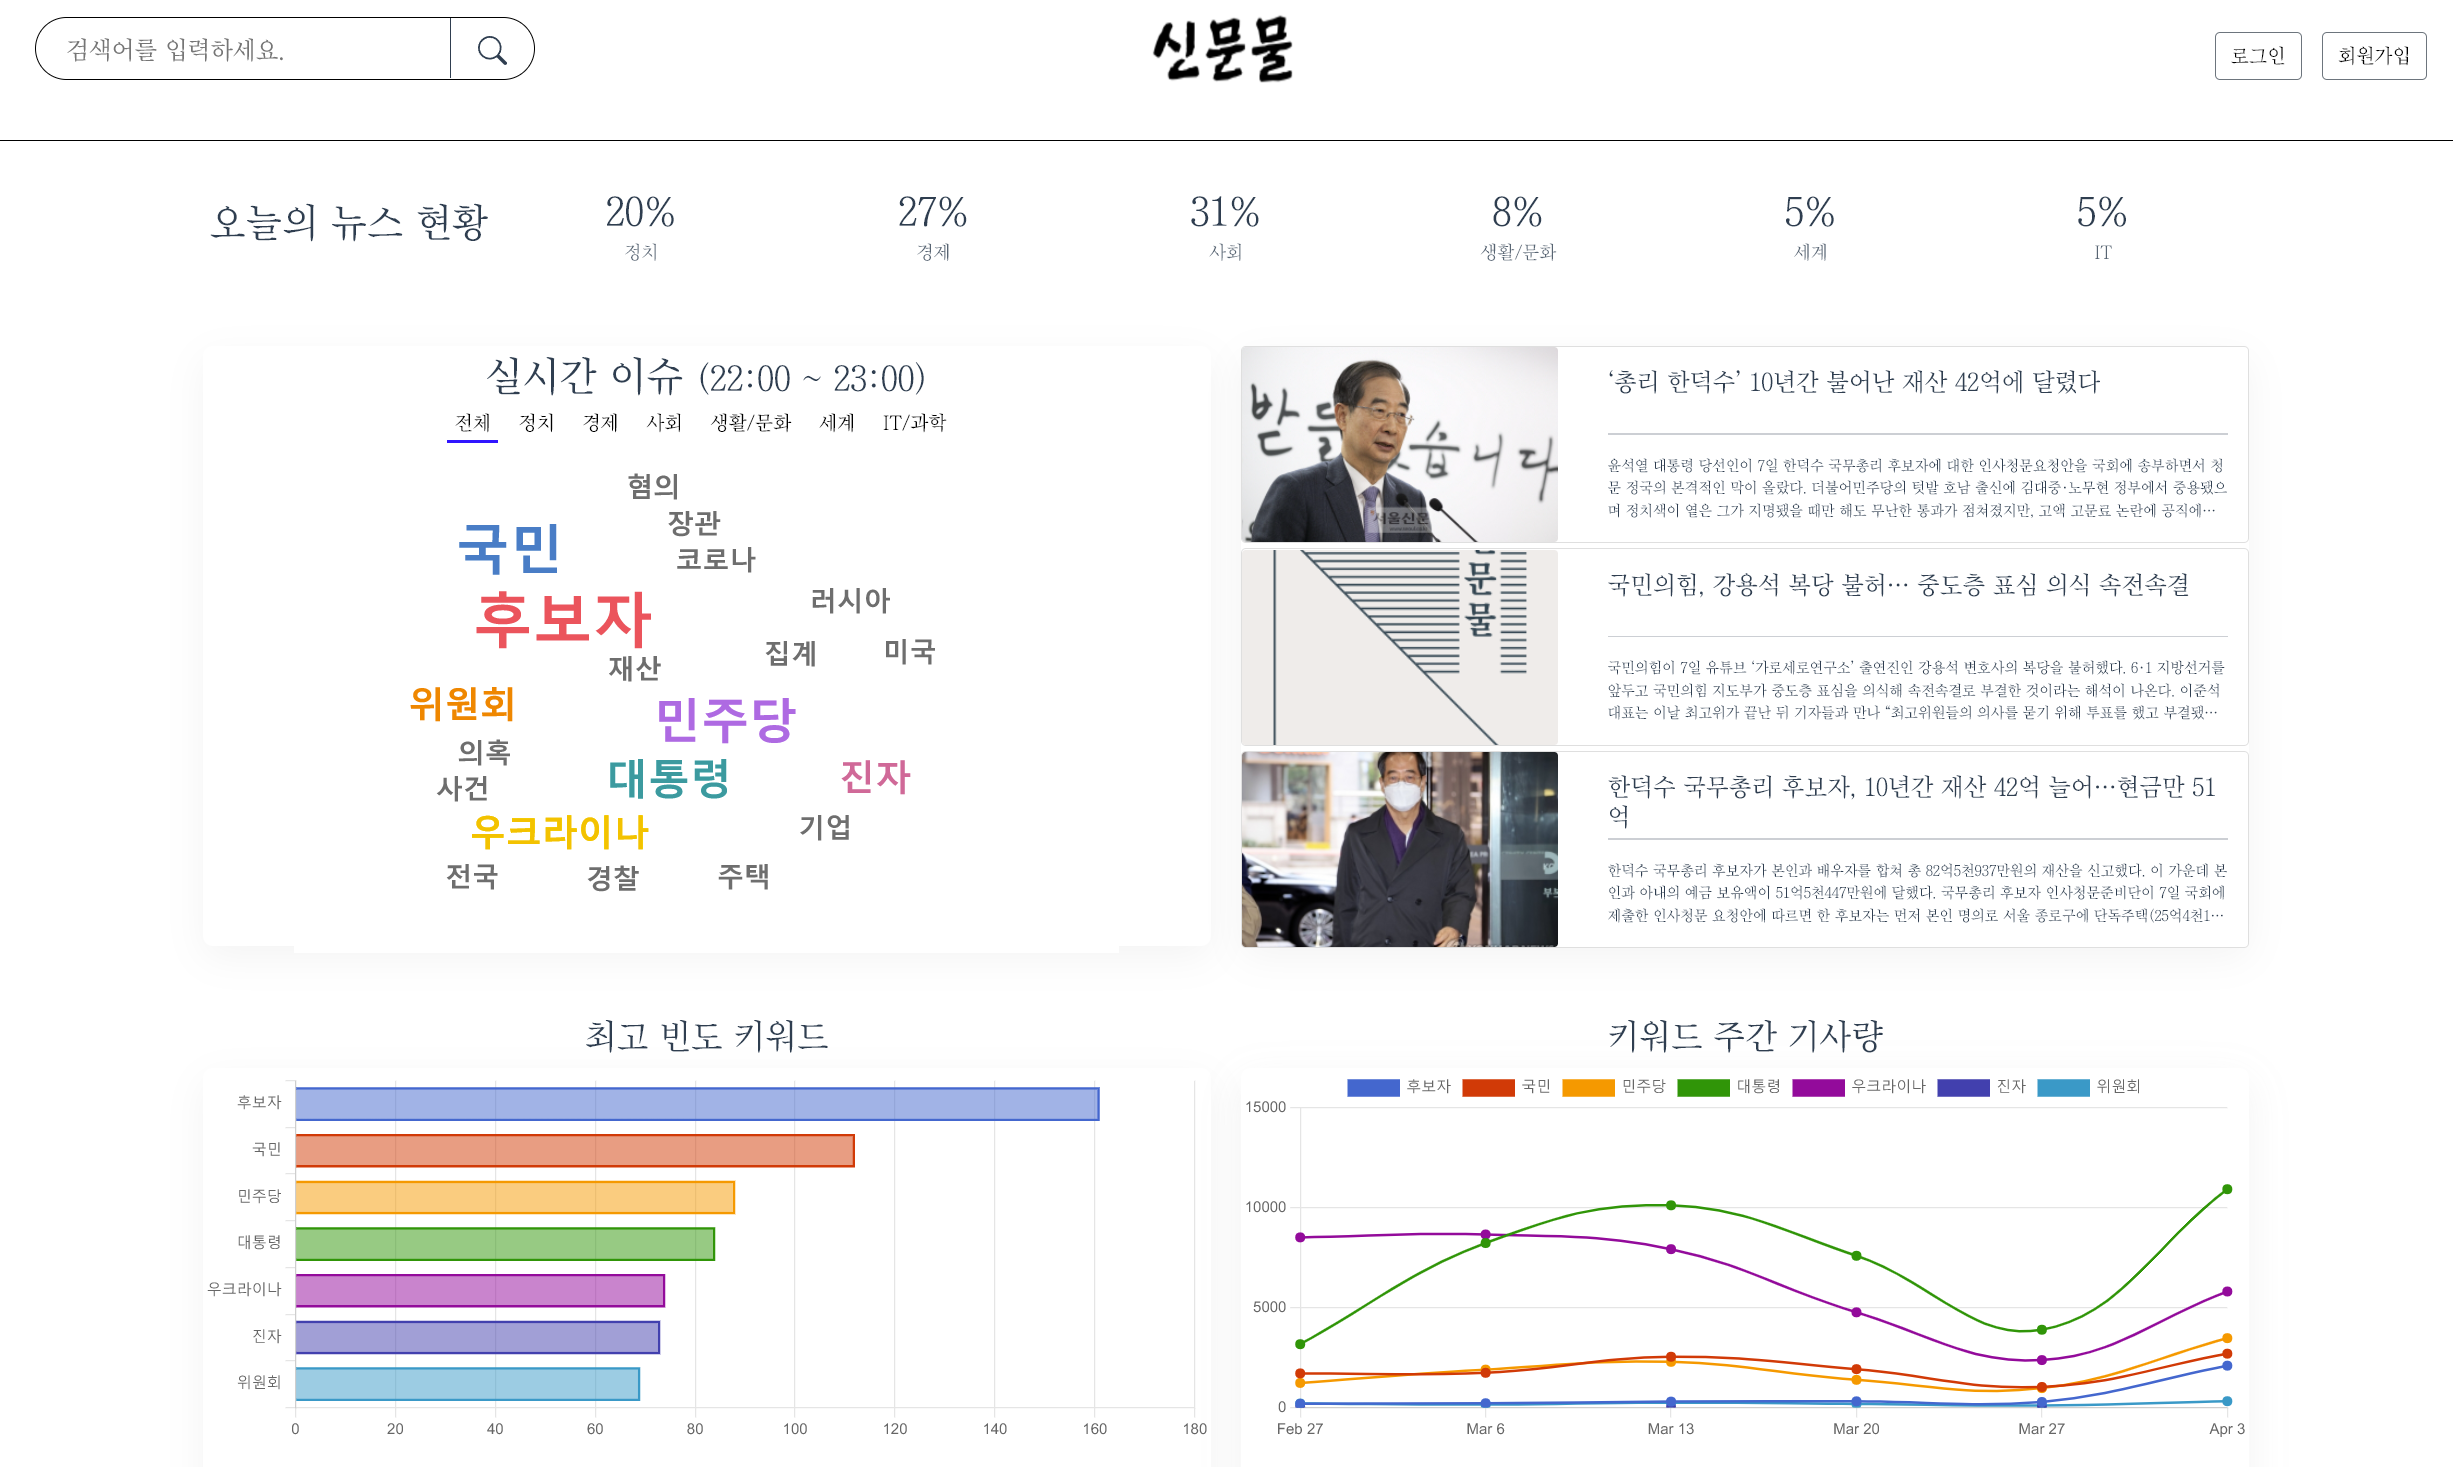 검색어를 입력하세요.
신문물
로그인
회원가입
오늘의 뉴스 현황
20%
정치
27%
경제
31%
사회
8%
생활/문화
5%
세계
5%
IT
실시간 이슈 (22:00 ~ 23:00)
전체 정치 경제 사회 생활/문화 세계 IT/과학
혐의
장관
국민
코로나
후보자
러시아
집계
미국
재산
위원회
민주당
의혹
대통령
진자
사건
우크라이나
기업
전국
경찰
주택
받들
습니다
서울신문
‘총리 한덕수’ 10년간 불어난 재산 42억에 달렸다
윤석열 대통령 당선인이 7일 한덕수 국무총리 후보자에 대한 인사청문요청안을 국회에 송부하면서 청
문 정국의 본격적인 막이 올랐다. 더불어민주당의 텃밭 호남 출신에 김대중·노무현 정부에서 중용됐으
며 정치색이 옅은 그가 지명됐을 때만 해도 무난한 통과가 점쳐졌지만, 고액 고문료 논란에 공직에…
문물
국민의힘, 강용석 복당 불허… 중도층 표심 의식 속전속결
국민의힘이 7일 유튜브 ‘가로세로연구소’ 출연진인 강용석 변호사의 복당을 불허했다. 6·1 지방선거를
앞두고 국민의힘 지도부가 중도층 표심을 의식해 속전속결로 부결한 것이라는 해석이 나온다. 이준석
대표는 이날 최고위가 끝난 뒤 기자들과 만나 “최고위원들의 의사를 묻기 위해 투표를 했고 부결됐…
한덕수 국무총리 후보자, 10년간 재산 42억 늘어…현금만 51
억
한덕수 국무총리 후보자가 본인과 배우자를 합쳐 총 82억5천937만원의 재산을 신고했다. 이 가운데 본
인과 아내의 예금 보유액이 51억5천447만원에 달했다. 국무총리 후보자 인사청문준비단이 7일 국회에
제출한 인사청문 요청안에 따르면 한 후보자는 먼저 본인 명의로 서울 종로구에 단독주택(25억4천1…
최고 빈도 키워드
후보자
국민
민주당
대통령
우크라이나
진자
위원회
0 20 40 60 80 100 120 140 160 180
키워드 주간 기사량
후보자 국민 민주당 대통령 우크라이나 진자 위원회
15000
10000
5000
0
Feb 27 Mar 6 Mar 13 Mar 20 Mar 27 Apr 3